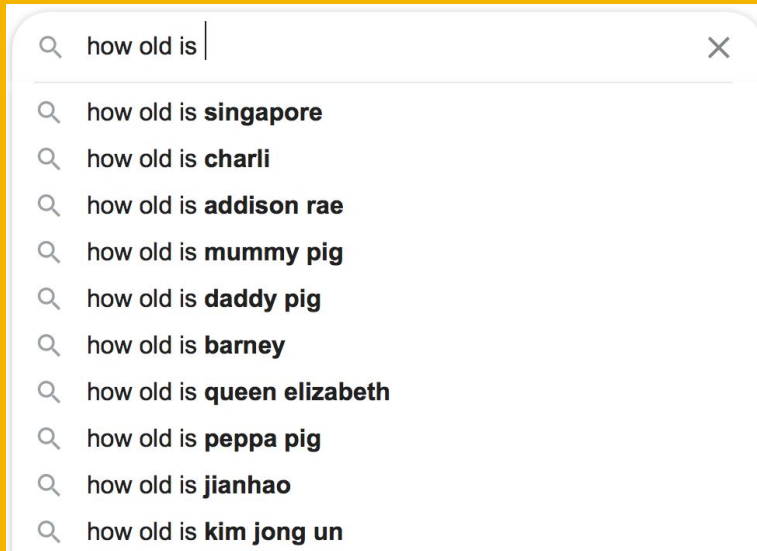 how old is
how old is singapore
how old is charli
how old is addison rae
how old is mummy pig
how old is daddy pig
how old is barney
how old is queen elizabeth
how old is peppa pig
how old is jianhao
how old is kim jong un